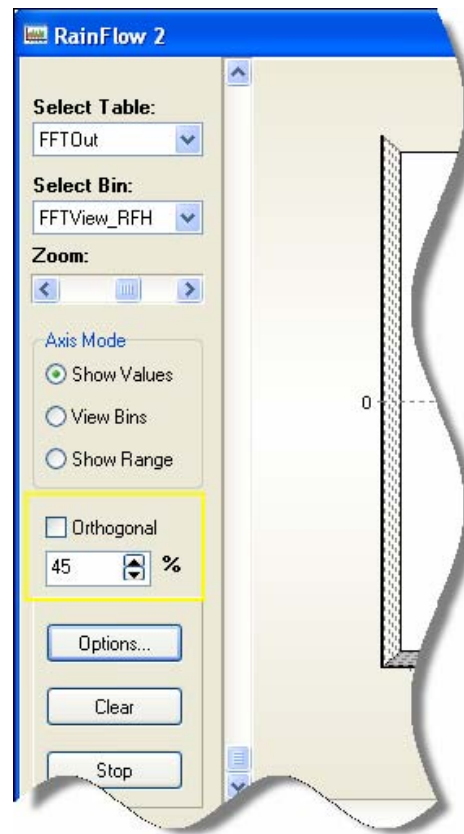 RainFlow 2
Select Table:
FFTOut
Select Bin:
FFTView_RFH
Zoom:
Axis Mode
Show Values
View Bins
Show Range
0
Orthogonal
45 %
Options...
Clear
Stop